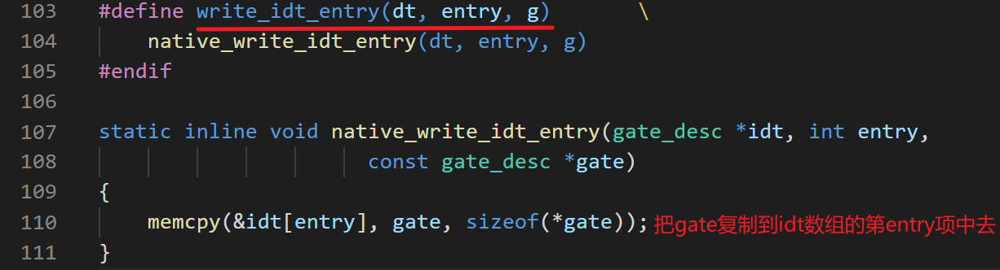 103 #define write_idt_entry(dt, entry, g) \
104 native_write_idt_entry(dt, entry, g)
105 #endif
106
107 static inline void native_write_idt_entry(gate_desc *idt, int entry,
108 const gate_desc *gate)
109 {
110 memcpy(&idt[entry], gate, sizeof(*gate)); 把gate复制到idt数组的第entry项中去
111 }